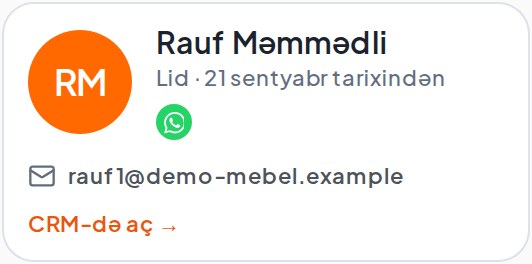 RM
Rauf Məmmədli
Lid · 21 sentyabr tarixindən
rauf1@demo-mebel.example
CRM-də aç →